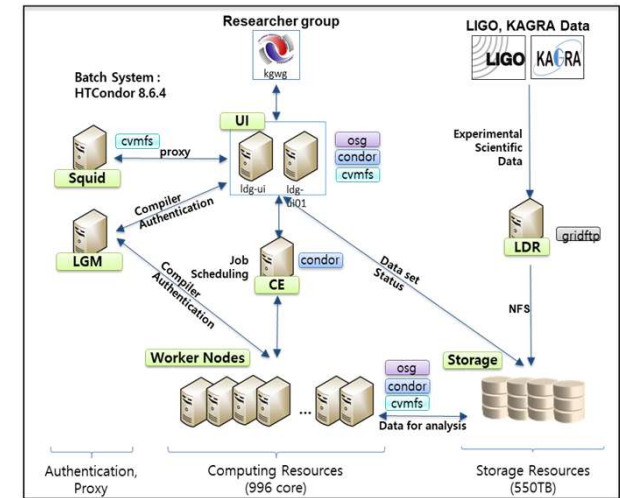 Researcher group
kgwg
LIGO, KAGRA Data
LIGO
KAGRA
Batch System :
HTCondor 8.6.4
UI
cvmfs
proxy
Squid
ldg-ui
ldg-
ui01
osg
condor
cvmfs
Experimental
Scientific
Data
Compiler
Authentication
LGM
Compiler
Authentication
Job
Scheduling
CE
condor
Data set
Status
LDR
gridftp
NFS
Worker Nodes
Storage
osg
condor
cvmfs
...
Data for analysis
Authentication,
Proxy
Computing Resources
(996 core)
Storage Resources
(550TB)